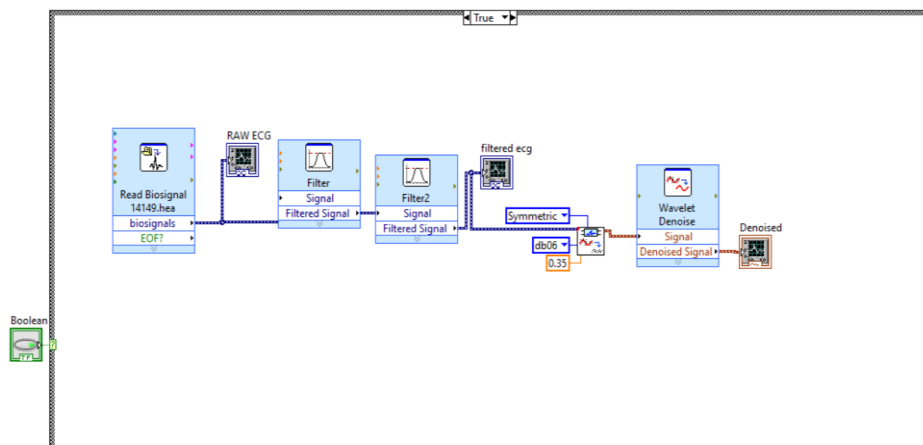 True
RAW ECG
filtered ecg
Read Biosignal
14149.hea
biosignals
EOF?
Filter
Signal
Filtered Signal
Filter2
Signal
Filtered Signal
Symmetric
db06
0.35
Wavelet
Denoise
Signal
Denoised Signal
Denoised
Boolean
TF
?